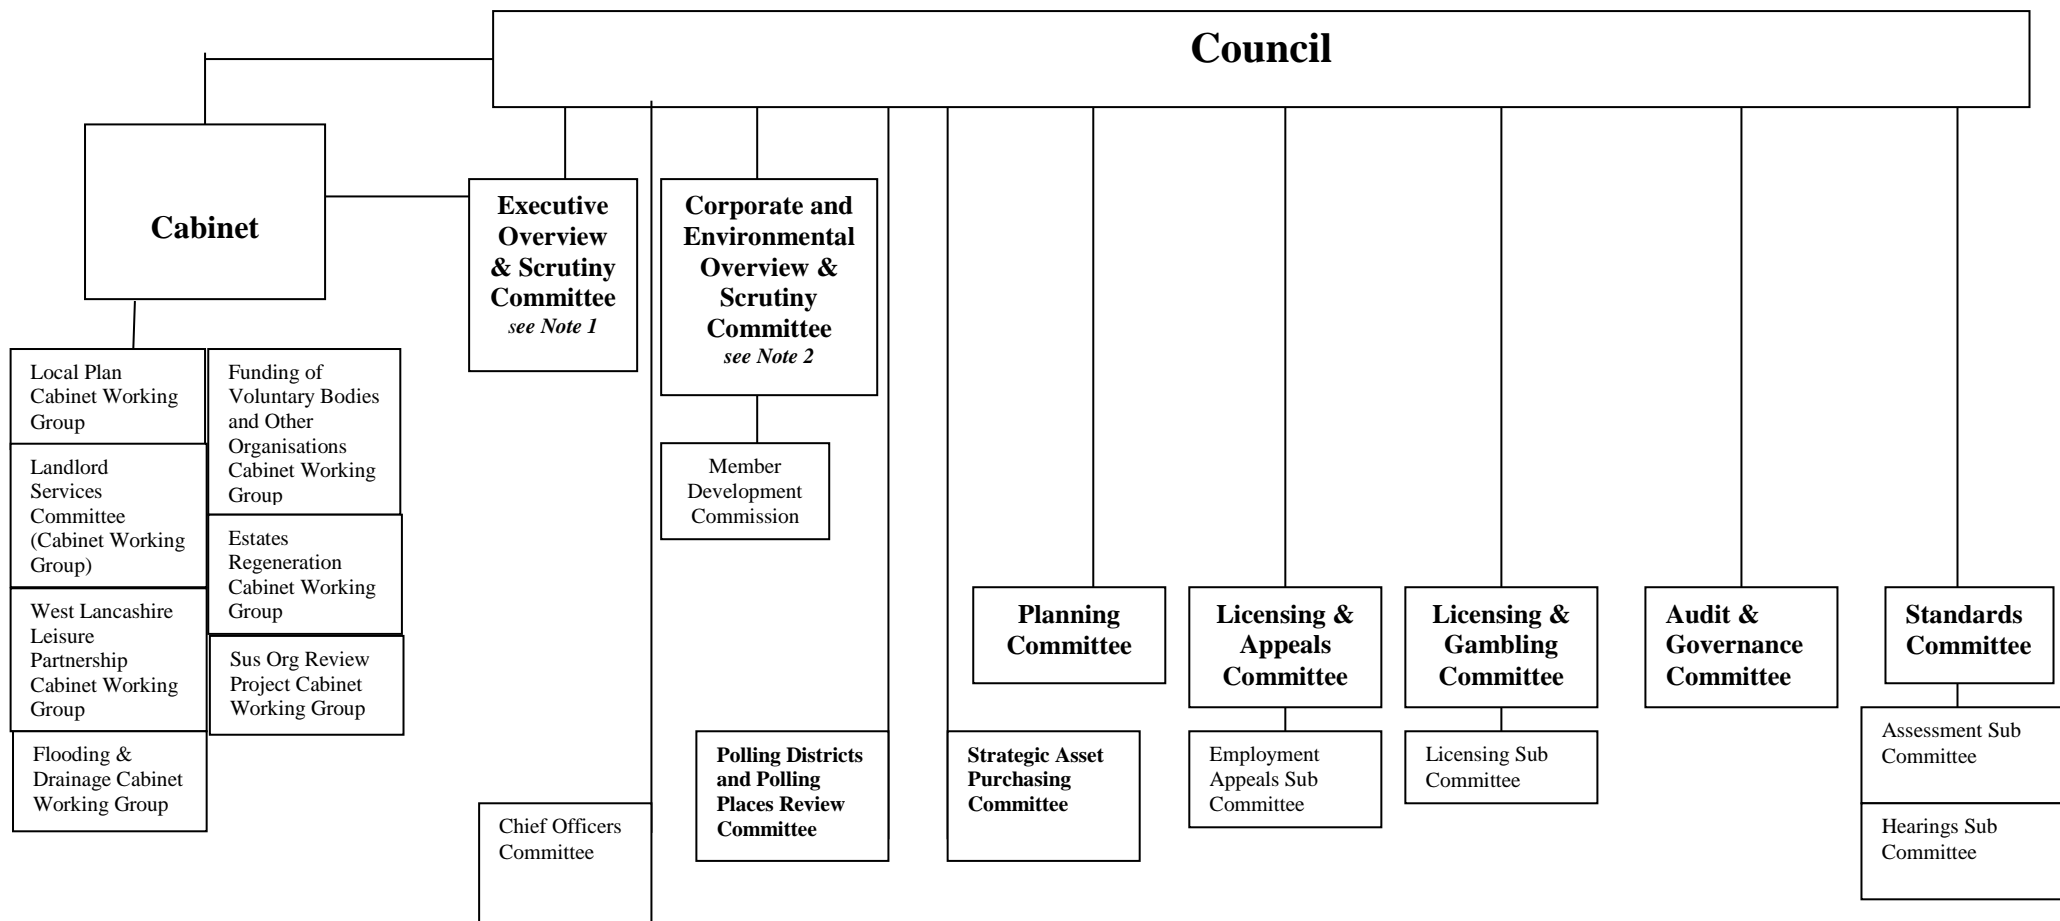 Council
Cabinet
Executive
Overview
& Scrutiny
Committee
see Note 1
Corporate and
Environmental
Overview &
Scrutiny
Committee
see Note 2
Local Plan
Cabinet Working
Group
Funding of
Voluntary Bodies
and Other
Organisations
Cabinet Working
Group
Landlord
Services
Committee
(Cabinet Working
Group)
Estates
Regeneration
Cabinet Working
Group
West Lancashire
Leisure
Partnership
Cabinet Working
Group
Sus Org Review
Project Cabinet
Working Group
Flooding &
Drainage Cabinet
Working Group
Member
Development
Commission
Planning
Committee
Licensing &
Appeals
Committee
Licensing &
Gambling
Committee
Audit &
Governance
Committee
Standards
Committee
Chief Officers
Committee
Polling Districts
and Polling
Places Review
Committee
Strategic Asset
Purchasing
Committee
Employment
Appeals Sub
Committee
Licensing Sub
Committee
Assessment Sub
Committee
Hearings Sub
Committee